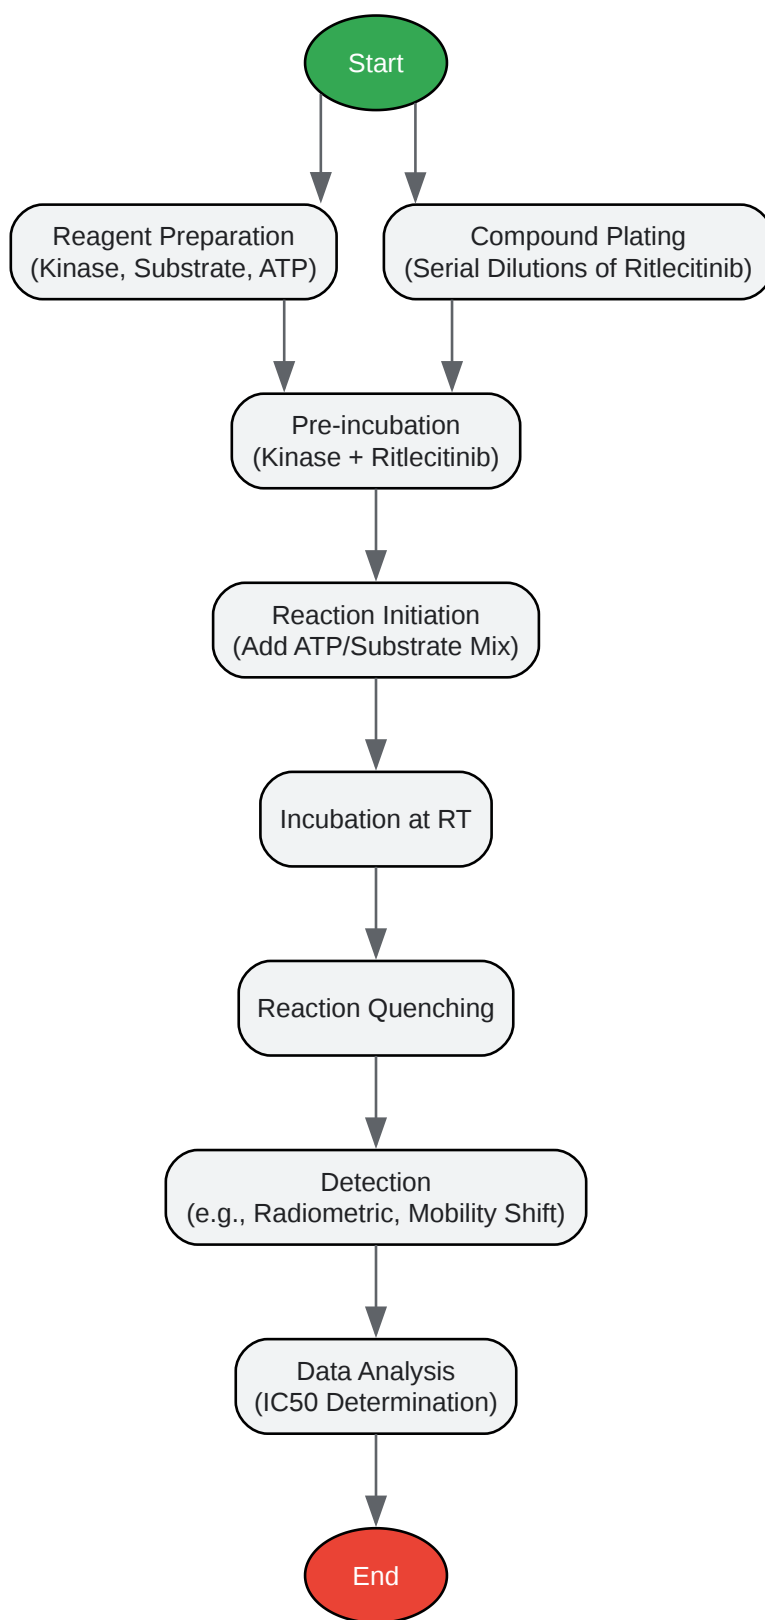 Start
Reagent Preparation
(Kinase, Substrate, ATP)
Compound Plating
(Serial Dilutions of Ritlecitinib)
Pre-incubation
(Kinase + Ritlecitinib)
Reaction Initiation
(Add ATP/Substrate Mix)
Incubation at RT
Reaction Quenching
Detection
(e.g., Radiometric, Mobility Shift)
Data Analysis
(IC50 Determination)
End